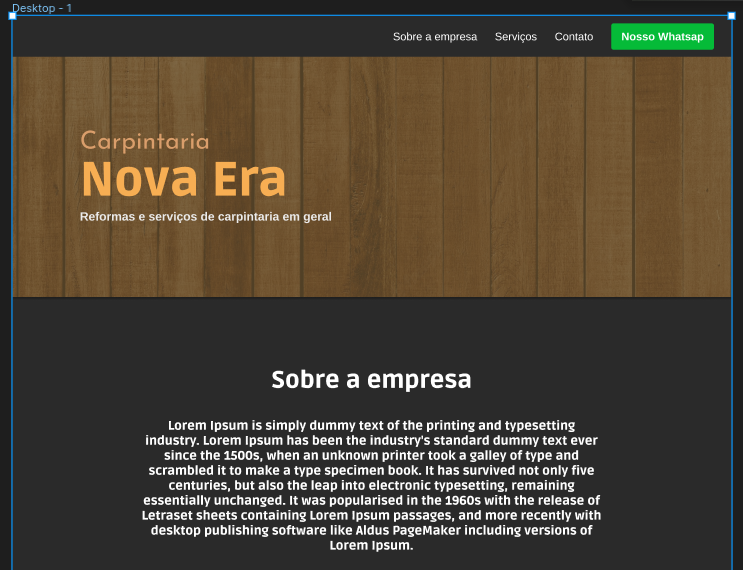 Desktop - 1
Sobre a empresa Serviços Contato Nosso Whatsap
Carpintaria
Nova Era
Reformas e serviços de carpintaria em geral
Sobre a empresa
Lorem Ipsum is simply dummy text of the printing and typesetting
industry. Lorem Ipsum has been the industry's standard dummy text ever
since the 1500s, when an unknown printer took a galley of type and
scrambled it to make a type specimen book. It has survived not only five
centuries, but also the leap into electronic typesetting, remaining
essentially unchanged. It was popularised in the 1960s with the release of
Letraset sheets containing Lorem Ipsum passages, and more recently with
desktop publishing software like Aldus PageMaker including versions of
Lorem Ipsum.